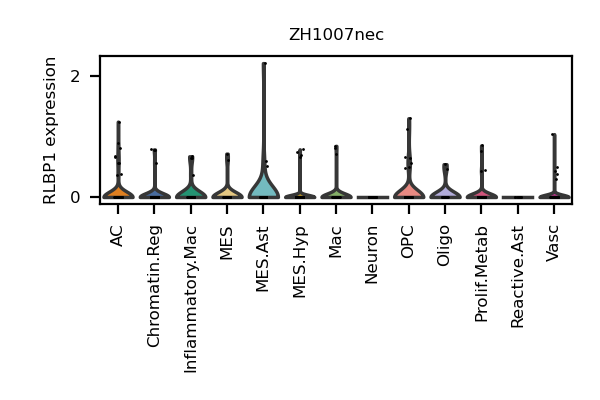 ZH1007nec
RLBP1 expression
2
0
AC
Chromatin.Reg
Inflammatory.Mac
MES
MES.Ast
MES.Hyp
Mac
Neuron
OPC
Oligo
Prolif.Metab
Reactive.Ast
Vasc